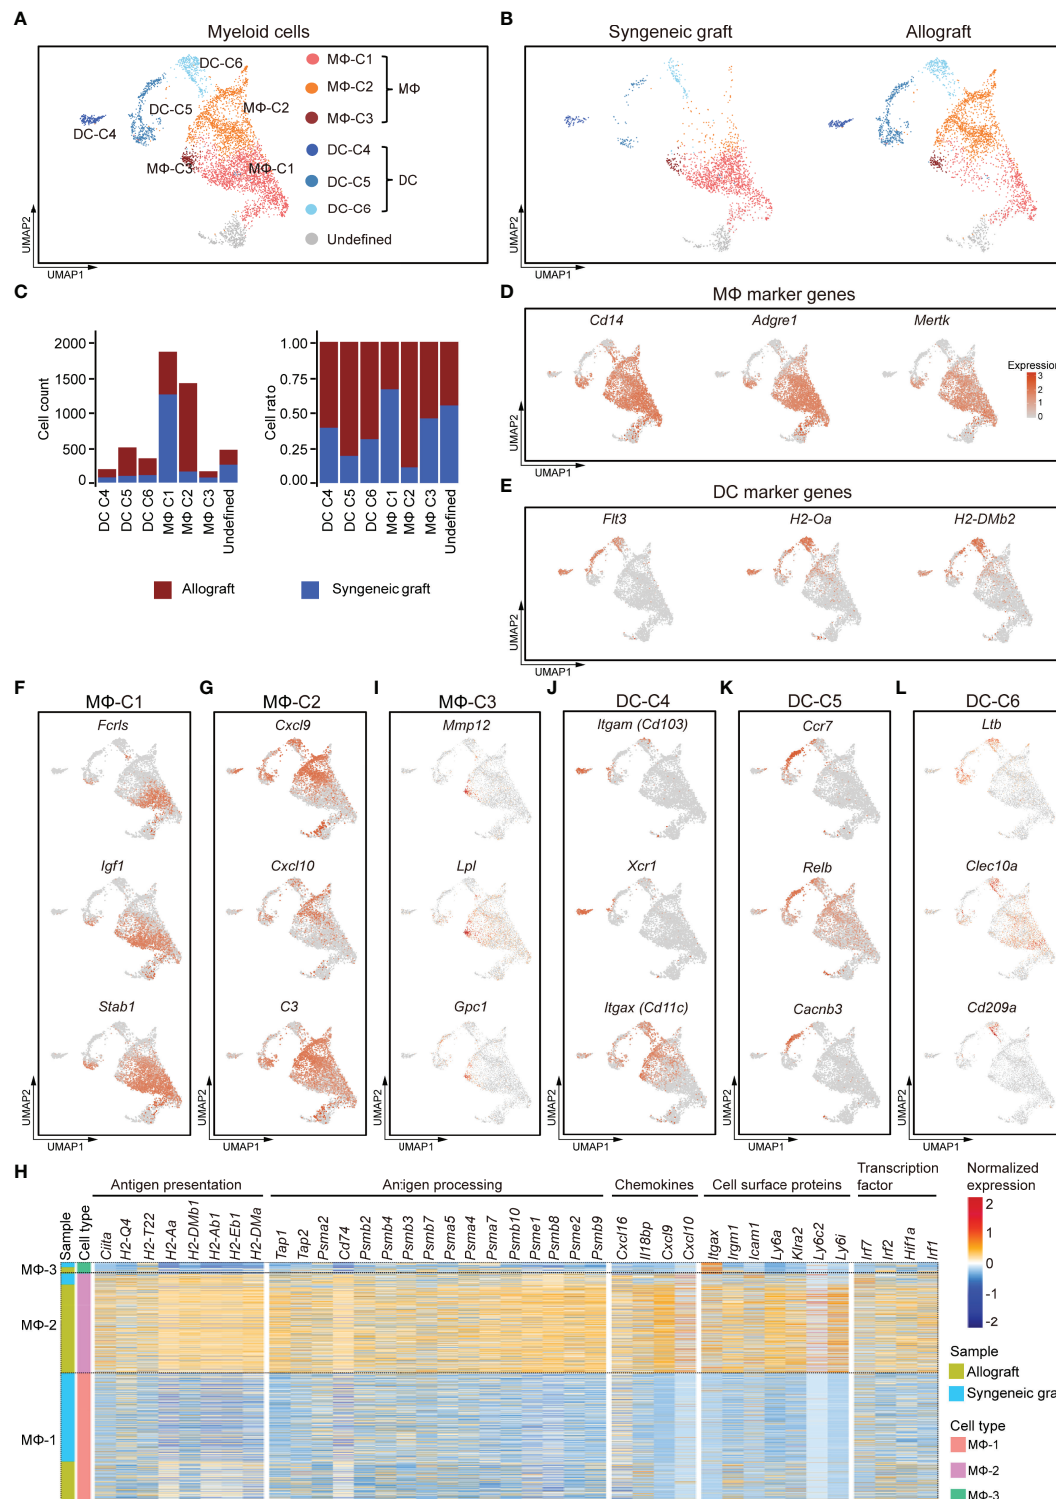 A
Myeloid cells
DC-C6
DC-C5
MΦ-C2
DC-C4
MΦ-C3
MΦ-C1
MΦ-C1
MΦ-C2
MΦ-C3
MΦ
DC-C4
DC-C5
DC-C6
DC
Undefined
UMAP2
UMAP1
B
Syngeneic graft
Allograft
UMAP2
UMAP1
C
Cell count
2000
1500
1000
500
0
DC C4
DC C5
DC C6
MΦ C1
MΦ C2
MΦ C3
Undefined
Cell ratro
1.00
0.75
0.50
0.25
0.00
DC C4
DC C5
DC C6
MΦ C1
MΦ C2
MΦ C3
Undefined
Allograft
Syngeneic graft
D
MΦ marker genes
Cd14
Adgre1
Mertk
Expression
3
2
1
0
UMAP2
UMAP1
E
DC marker genes
Flt3
H2-Oa
H2-DMb2
UMAP2
UMAP1
F
MΦ-C1
Fcrls
Igf1
Stab1
UMAP2
UMAP1
G
MΦ-C2
Cxcl9
Cxcl10
C3
UMAP2
UMAP1
I
MΦ-C3
Mmp12
Lpl
Gpc1
UMAP2
UMAP1
J
DC-C4
Itgam (Cd103)
Xcr1
Itgax (Cd11c)
UMAP2
UMAP1
K
DC-C5
Ccr7
Relb
Cacnb3
UMAP2
UMAP1
L
DC-C6
Ltb
Clec10a
Cd209a
UMAP2
UMAP1
H
Antigen presentation
Antigen processing
Chemokines
Cell surface proteins
Transcription
factor
Sample
Cell type
Ciita
H2-Q4
H2-T22
H2-Aa
H2-DMb1
H2-Ab1
H2-Eb1
H2-DMa
Tap1
Tap2
Psma2
Cd74
Psmb2
Psmb4
Psmb3
Psmb7
Psma5
Psma4
Psma7
Psmb10
Psme1
Psmb8
Psme2
Psmb9
Cxcl16
Il18bp
Cxcl9
Cxcl10
Itgax
Irgm1
Icam1
Ly6a
Klra2
Ly6c2
Ly6i
Irf7
Irf2
Hif1a
Irf1
MΦ-3
MΦ-2
MΦ-1
Normalized
expression
2
1
0
-1
-2
Sample
Allograft
Syngeneic gra
Cell type
MΦ-1
MΦ-2
MΦ-3